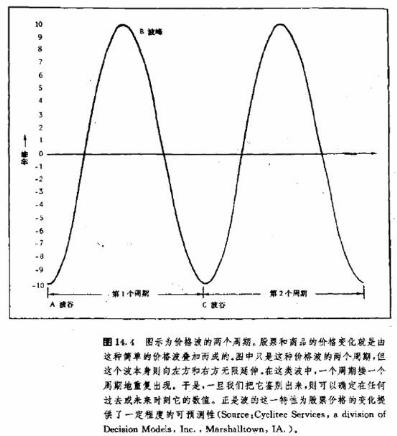 10
9
8
7
6
5
4
3
2
1
0
-1
-2
-3
-4
-5
-6
-7
-8
-9
-10
价格
B 波峰
第1个周期
第2个周期
A 波谷
C 波谷
图14.4 图示为价格波的两个周期。股票和商品的价格变化就是由
这种简单的价格波叠加而成的。图中只是这种价格波的两个周期,但
这个波本身则向左方和右方无限延伸。在这类波中,一个周期接一个
周期地重复出现。于是,一旦我们把它鉴别出来,则可以确定在任何
过去或未来时刻它的数值。正是波的这一特性为股票价格的变化提
供了一定程度的可预测性(Source:Cyclitec Services, a division of
Decision Models, Inc., Marshalltown, IA.)。